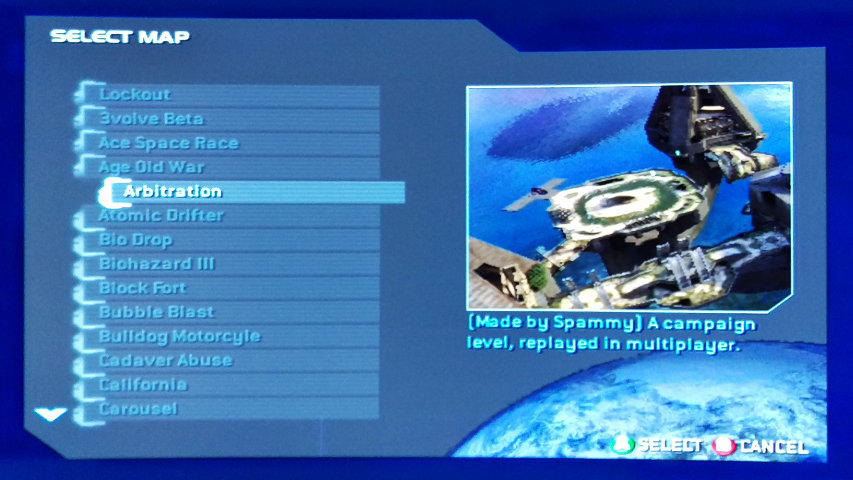 SELECT MAP
Lockout
3volve Beta
Ace Space Race
Age Old War
Arbitration
Atomic Drifter
Bio Drop
Biohazard III
Block Fort
Bubble Blast
Bulldog Motorcyle
Cadaver Abuse
California
Carousel
(Made by Spammy) A campaign
level, replayed in multiplayer.
A SELECT B CANCEL